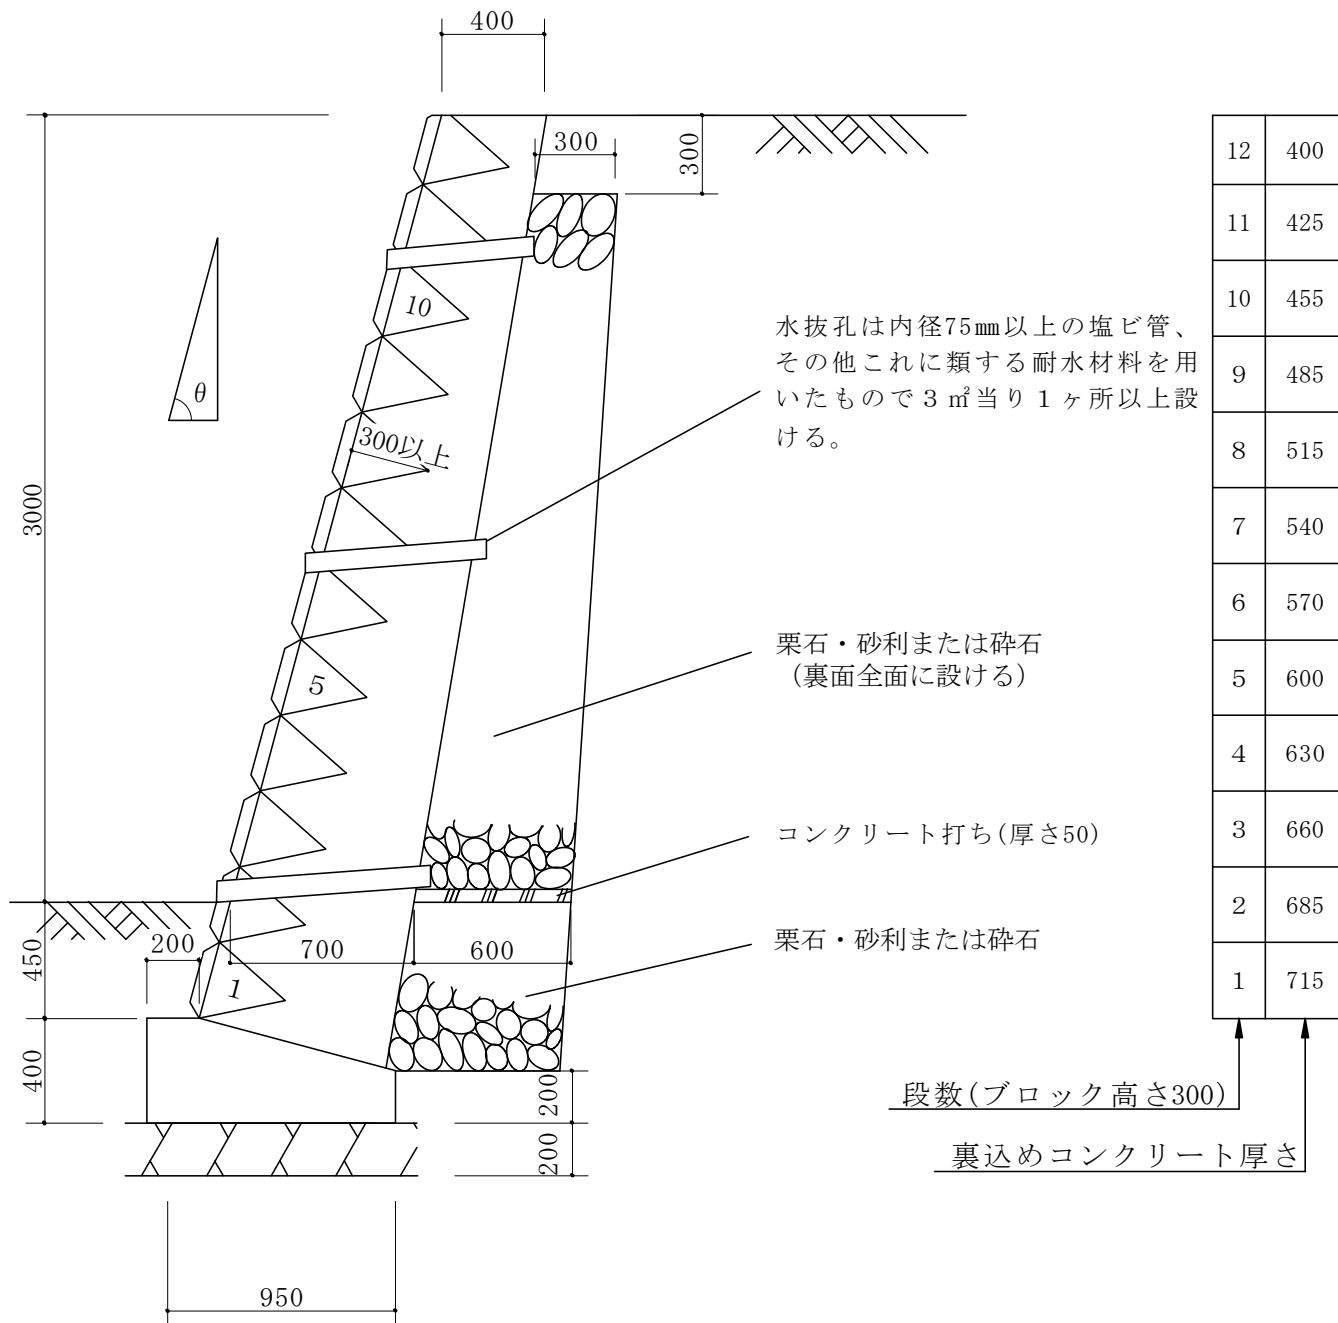 400
300
300
3000
θ
10
300以上
5
1
水抜孔は内径75㎜以上の塩ビ管、
その他これに類する耐水材料を用
いたもので３㎡当り１ヶ所以上設
ける。
栗石・砂利または砕石
（裏面全面に設ける）
コンクリート打ち(厚さ50)
栗石・砂利または砕石
200
700
600
450
400
200
200
950
12 400
11 425
10 455
9 485
8 515
7 540
6 570
5 600
4 630
3 660
2 685
1 715
段数(ブロック高さ300)
裏込めコンクリート厚さ